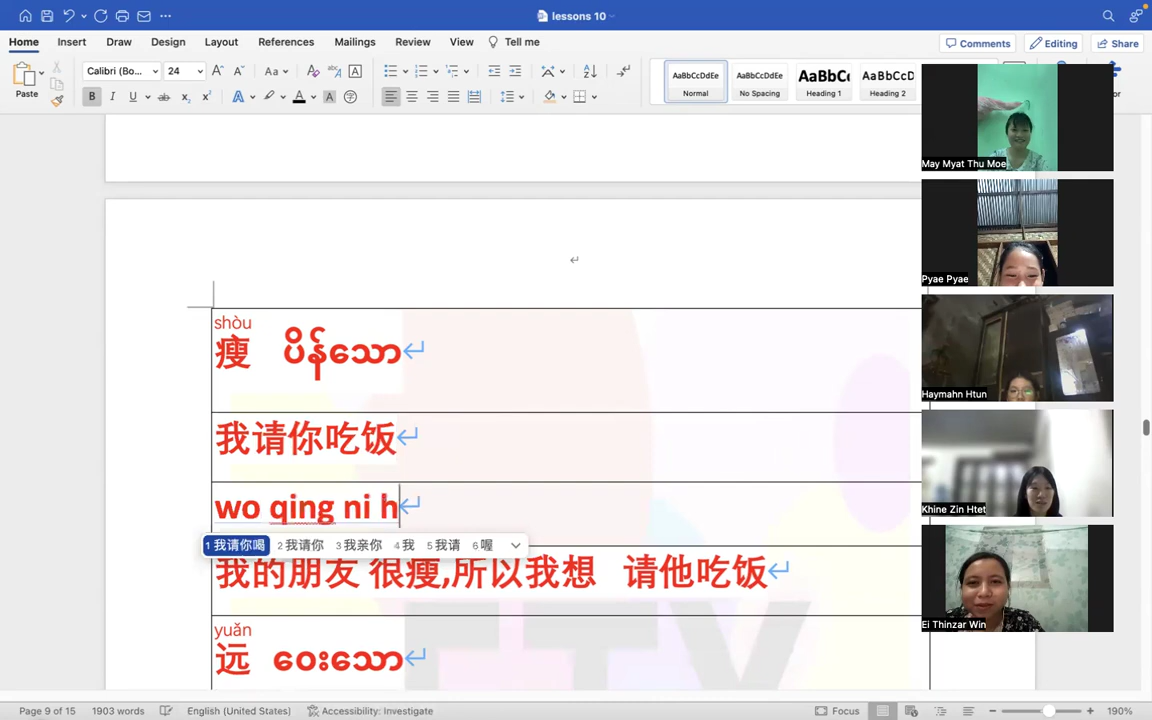 lessons 10
Home Insert Draw Design Layout References Mailings Review View Tell me
Comments Editing Share
Paste
Calibri (Bo... 24
AaBbCcDdEe AaBbCcDdEe AaBbCc AaBbCcD
Normal No Spacing Heading 1 Heading 2
May Myat Thu Moe
Pyae Pyae
Haymahn Htun
Khine Zin Htet
Ei Thinzar Win
shòu
瘦 ပိန်သော
我请你吃饭
wo qing ni h
1 我请你喝 2 我请你 3 我亲你 4 我 5 我请 6 喔
我的朋友 很瘦,所以我想 请他吃饭
yuǎn
远 ဝေးသော
Page 9 of 15 1903 words English (United States) Accessibility: Investigate Focus 190%